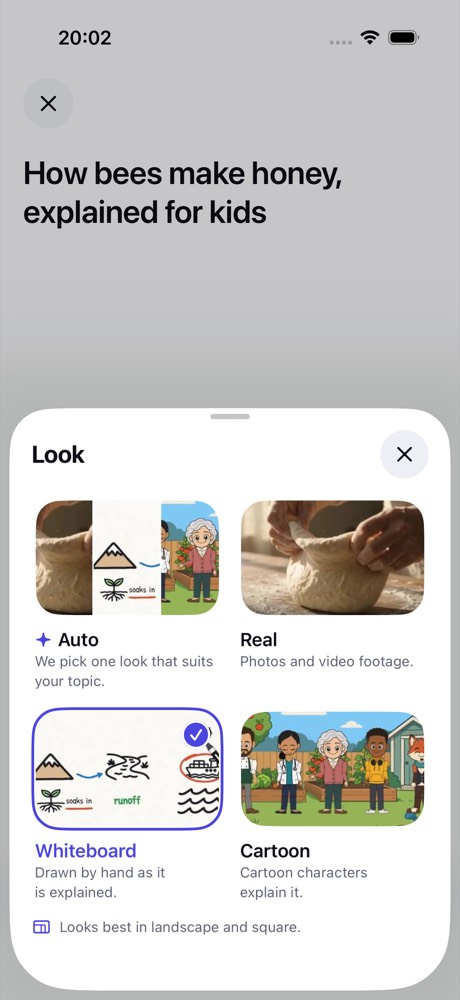 20:02
How bees make honey,
explained for kids
Look
soaks in
Auto
We pick one look that suits
your topic.
Real
Photos and video footage.
soaks in
runoff
Whiteboard
Drawn by hand as it
is explained.
Cartoon
Cartoon characters
explain it.
Looks best in landscape and square.